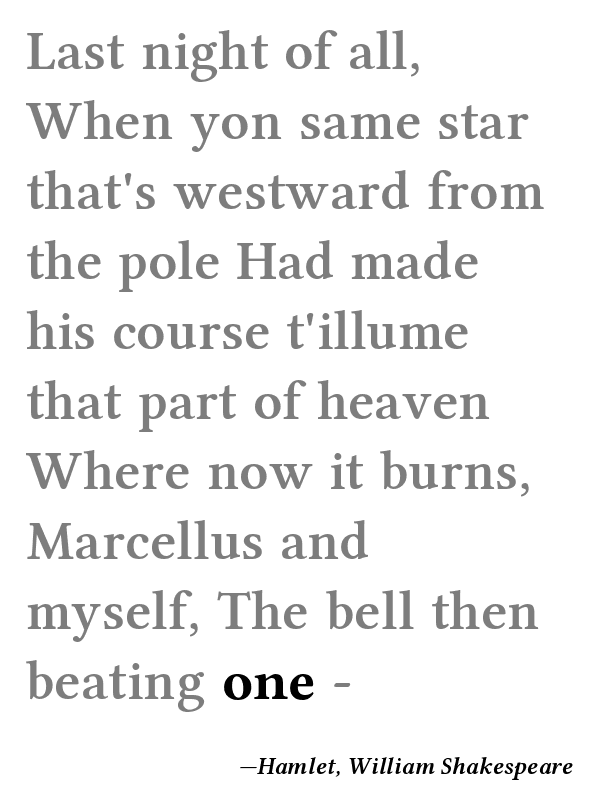 Last night of all,
When yon same star
that's westward from
the pole Had made
his course t'illume
that part of heaven
Where now it burns,
Marcellus and
myself, The bell then
beating one -
—Hamlet, William Shakespeare